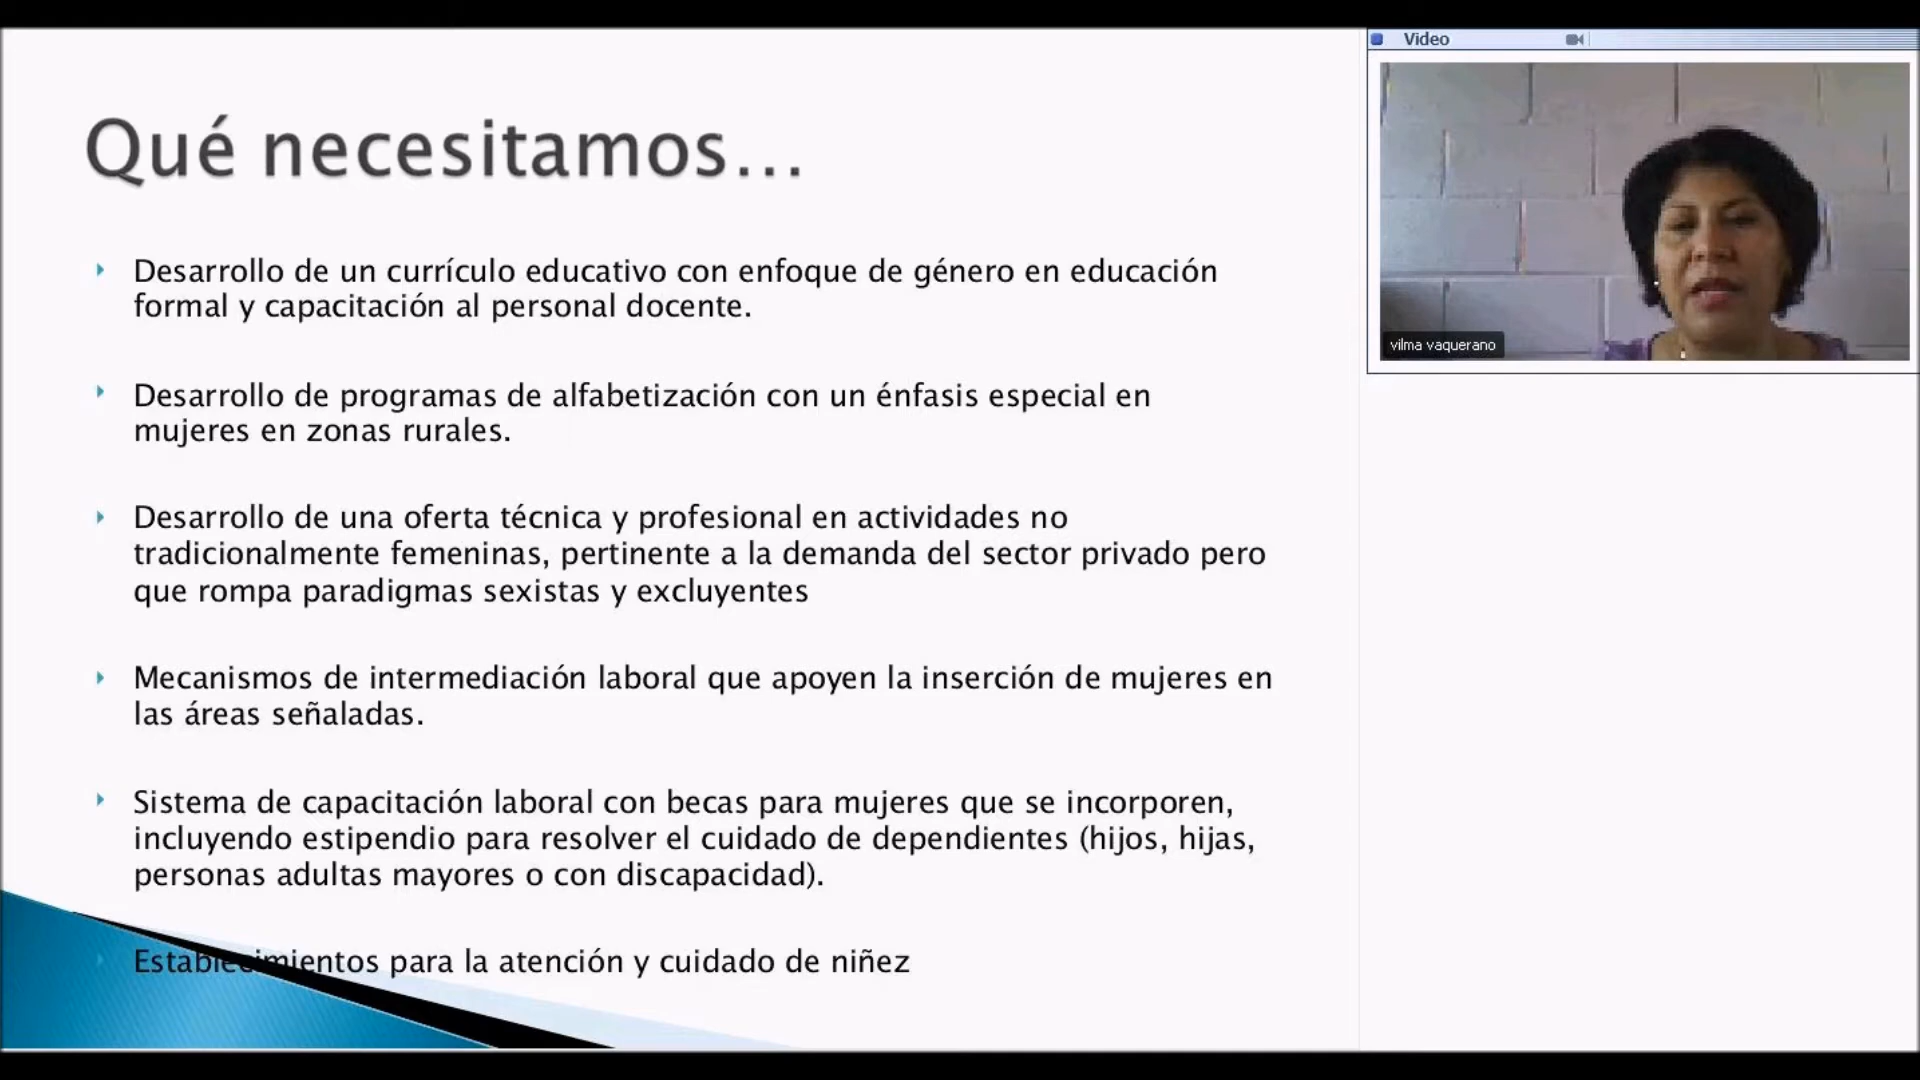 Qué necesitamos...
Desarrollo de un currículo educativo con enfoque de género en educación
formal y capacitación al personal docente.
Desarrollo de programas de alfabetización con un énfasis especial en
mujeres en zonas rurales.
Desarrollo de una oferta técnica y profesional en actividades no
tradicionalmente femeninas, pertinente a la demanda del sector privado pero
que rompa paradigmas sexistas y excluyentes
Mecanismos de intermediación laboral que apoyen la inserción de mujeres en
las áreas señaladas.
Sistema de capacitación laboral con becas para mujeres que se incorporen,
incluyendo estipendio para resolver el cuidado de dependientes (hijos, hijas,
personas adultas mayores o con discapacidad).
Establecimientos para la atención y cuidado de niñez
Video
vilma vaquerano